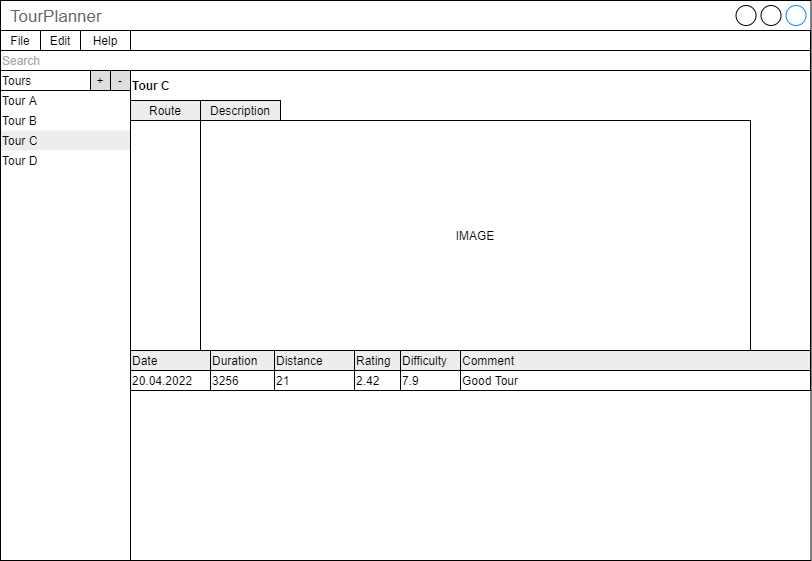 TourPlanner
File Edit Help
Search
Tours + -
Tour A
Tour B
Tour C
Tour D
Tour C
Route Description
IMAGE
Date Duration Distance Rating Difficulty Comment
20.04.2022 3256 21 2.42 7.9 Good Tour